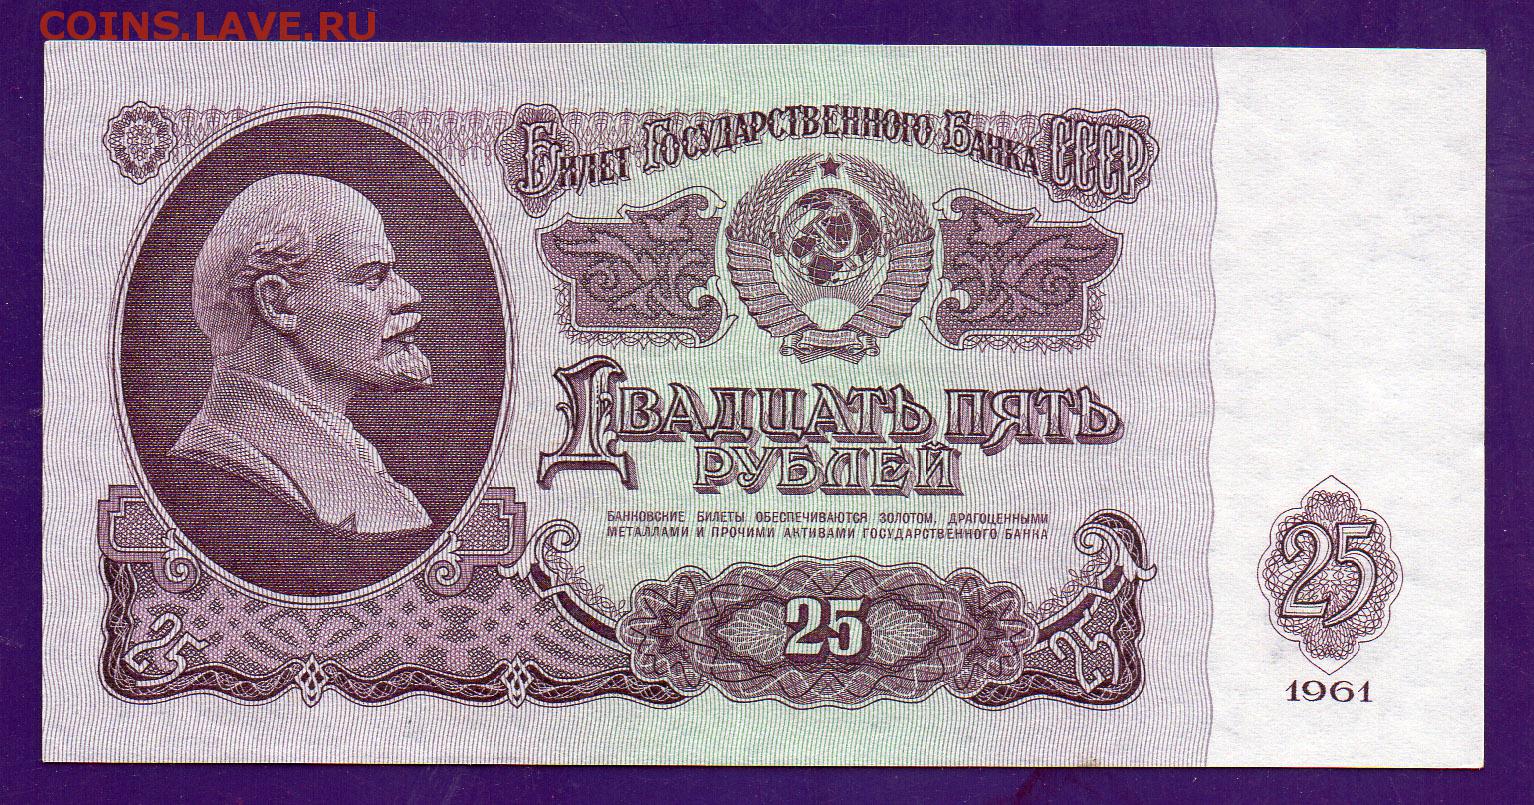 COINS.LAVE.RU
Билет Государственного Банка СССР
Двадцать пять
рублей
БАНКОВСКИЕ БИЛЕТЫ ОБЕСПЕЧИВАЮТСЯ ЗОЛОТОМ, ДРАГОЦЕННЫМИ
МЕТАЛЛАМИ И ПРОЧИМИ АКТИВАМИ ГОСУДАРСТВЕННОГО БАНКА
25
25
25
25
1961